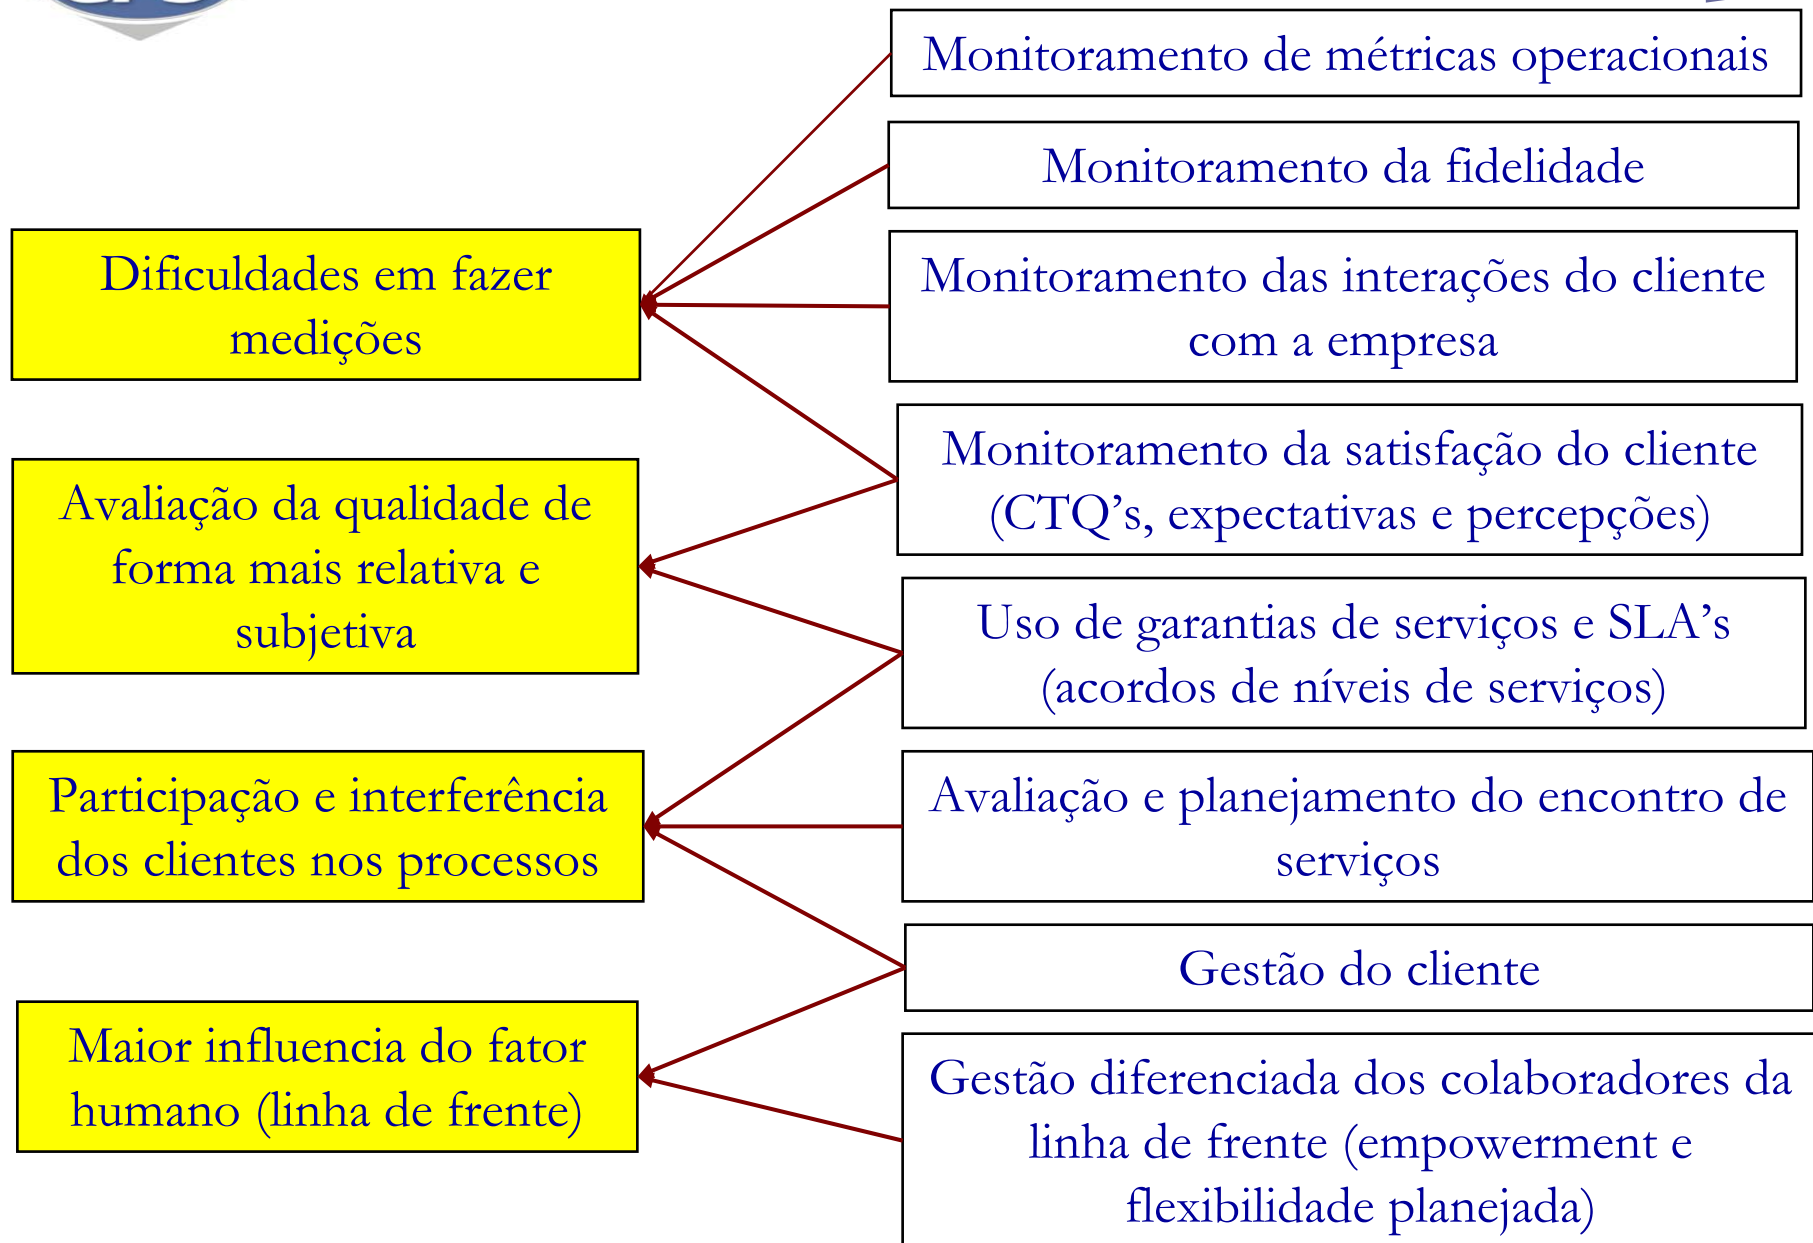 Monitoramento de métricas operacionais
Monitoramento da fidelidade
Dificuldades em fazer
medições
Monitoramento das interações do cliente
com a empresa
Monitoramento da satisfação do cliente
(CTQ’s, expectativas e percepções)
Avaliação da qualidade de
forma mais relativa e
subjetiva
Uso de garantias de serviços e SLA’s
(acordos de níveis de serviços)
Participação e interferência
dos clientes nos processos
Avaliação e planejamento do encontro de
serviços
Gestão do cliente
Maior influencia do fator
humano (linha de frente)
Gestão diferenciada dos colaboradores da
linha de frente (empowerment e
flexibilidade planejada)